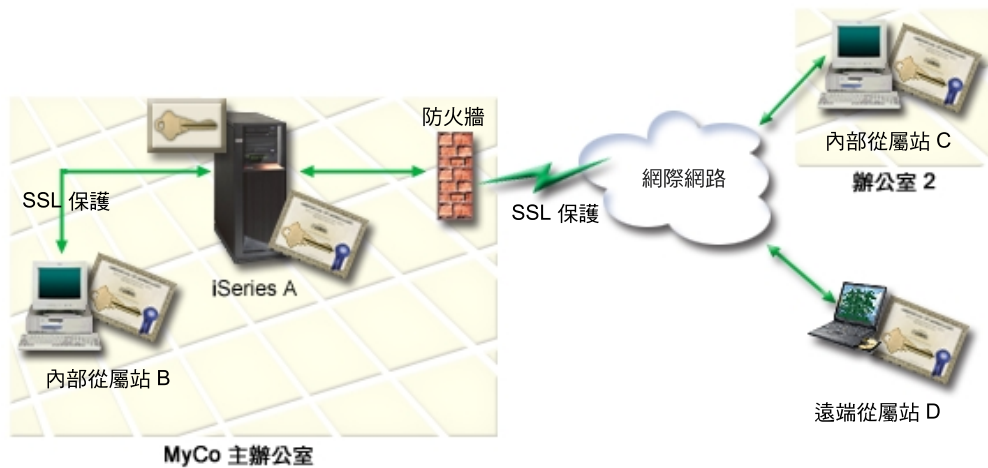 防火牆
內部從屬站 C
辦公室 2
SSL 保護
網際網路
SSL 保護
iSeries A
內部從屬站 B
遠端從屬站 D
MyCo 主辦公室